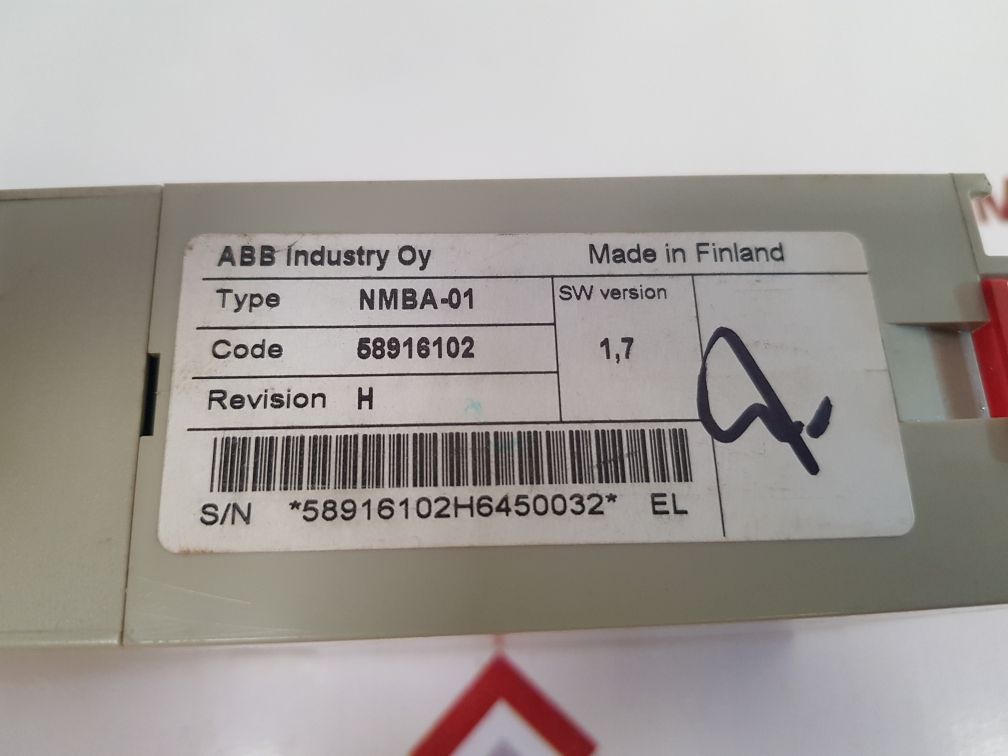 ABB Industry Oy Made in Finland
Type NMBA-01 SW version
Code 58916102 1,7
Revision H
S/N *58916102H6450032* EL